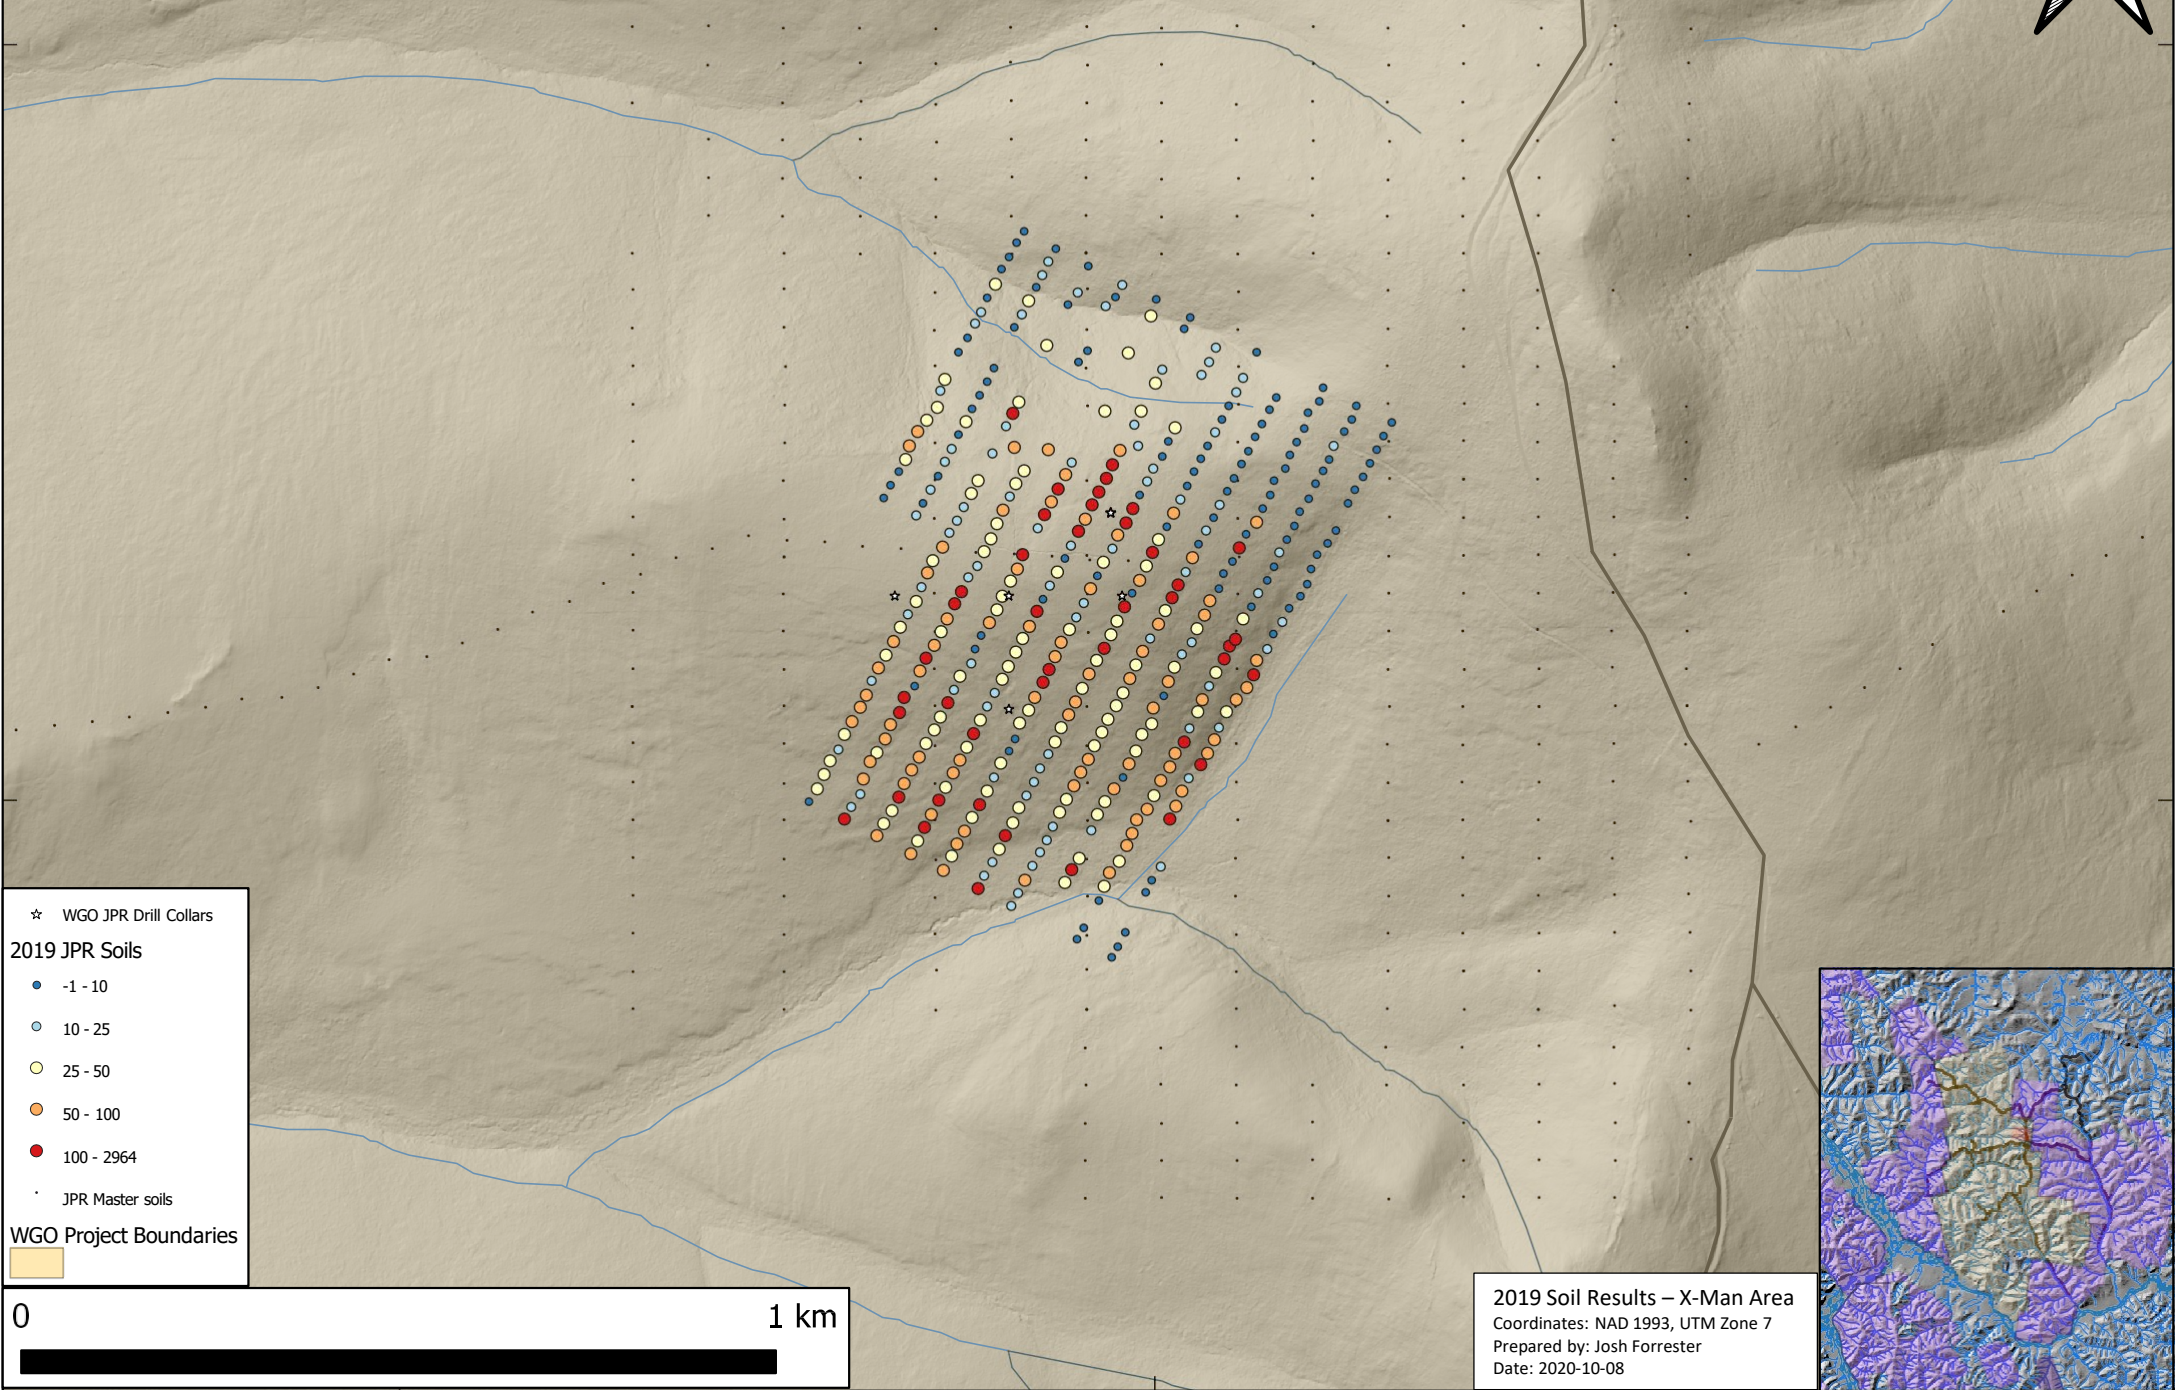 WGO JPR Drill Collars
2019 JPR Soils
-1 - 10
10 - 25
25 - 50
50 - 100
100 - 2964
JPR Master soils
WGO Project Boundaries
0 1 km
2019 Soil Results – X-Man Area
Coordinates: NAD 1993, UTM Zone 7
Prepared by: Josh Forrester
Date: 2020-10-08